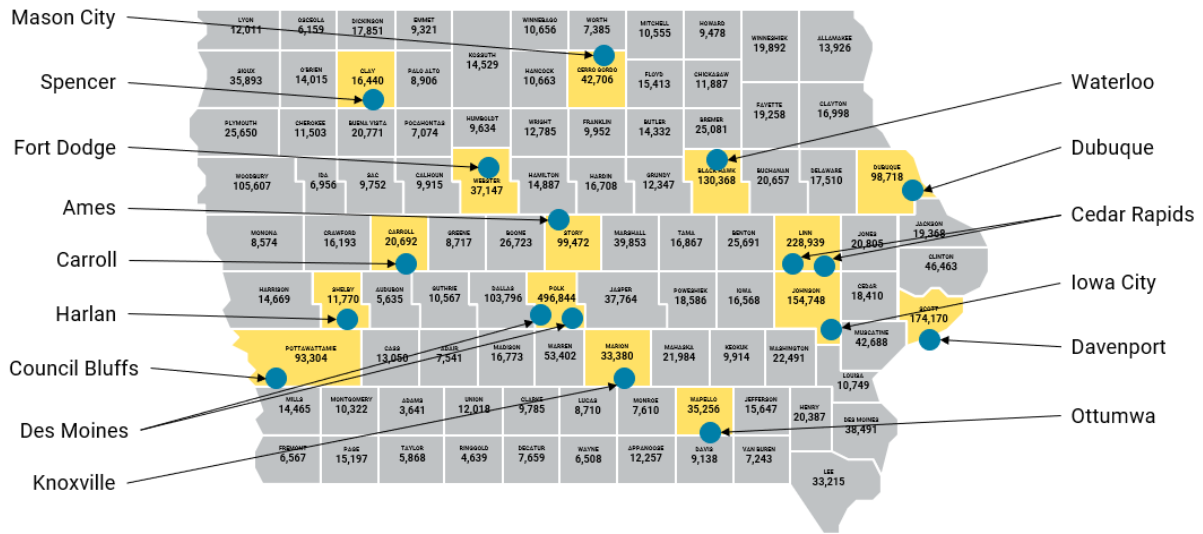 Mason City
Spencer
Fort Dodge
Ames
Carroll
Harlan
Council Bluffs
Des Moines
Knoxville
Waterloo
Dubuque
Cedar Rapids
Iowa City
Davenport
Ottumwa
LYON
12,011
OSCEOLA
6,159
DICKINSON
17,851
EMMET
9,321
WINNEBAGO
10,656
WORTH
7,385
MITCHELL
10,555
HOWARD
9,478
WINNESHIEK
19,892
ALLAMAKEE
13,926
KOSSUTH
14,529
SIOUX
35,893
O'BRIEN
14,015
CLAY
16,440
PALO ALTO
8,906
HANCOCK
10,663
CERRO GORDO
42,706
FLOYD
15,413
CHICKASAW
11,887
FAYETTE
19,258
CLAYTON
16,998
PLYMOUTH
25,650
CHEROKEE
11,503
BUENA VISTA
20,771
POCAHONTAS
7,074
HUMBOLDT
9,634
WRIGHT
12,785
FRANKLIN
9,952
BUTLER
14,332
BREMER
25,081
WOODBURY
105,607
IDA
6,956
SAC
9,752
CALHOUN
9,915
WEBSTER
37,147
HAMILTON
14,887
HARDIN
16,708
GRUNDY
12,347
BLACK HAWK
130,368
BUCHANAN
20,657
DELAWARE
17,510
DUBUQUE
98,718
MONONA
8,574
CRAWFORD
16,193
CARROLL
20,692
GREENE
8,717
BOONE
26,723
STORY
99,472
MARSHALL
39,853
TAMA
16,867
BENTON
25,691
LINN
228,939
JONES
20,805
JACKSON
19,368
CLINTON
46,463
HARRISON
14,669
SHELBY
11,770
AUDUBON
5,635
GUTHRIE
10,567
DALLAS
103,796
POLK
496,844
JASPER
37,764
POWESHIEK
18,586
IOWA
16,568
JOHNSON
154,748
CEDAR
18,410
SCOTT
174,170
MUSCATINE
42,688
POTTAWATTAMIE
93,304
CASS
13,050
ADAIR
7,541
MADISON
16,773
WARREN
53,402
MARION
33,380
MAHASKA
21,984
KEOKUK
9,914
WASHINGTON
22,491
LOUISA
10,749
MILLS
14,465
MONTGOMERY
10,322
ADAMS
3,641
UNION
12,018
CLARKE
9,785
LUCAS
8,710
MONROE
7,610
WAPELLO
35,256
JEFFERSON
15,647
HENRY
20,387
DES MOINES
38,491
FREMONT
6,567
PAGE
15,197
TAYLOR
5,868
RINGGOLD
4,639
DECATUR
7,659
WAYNE
6,508
APPANOOSE
12,257
DAVIS
9,138
VAN BUREN
7,243
LEE
33,215